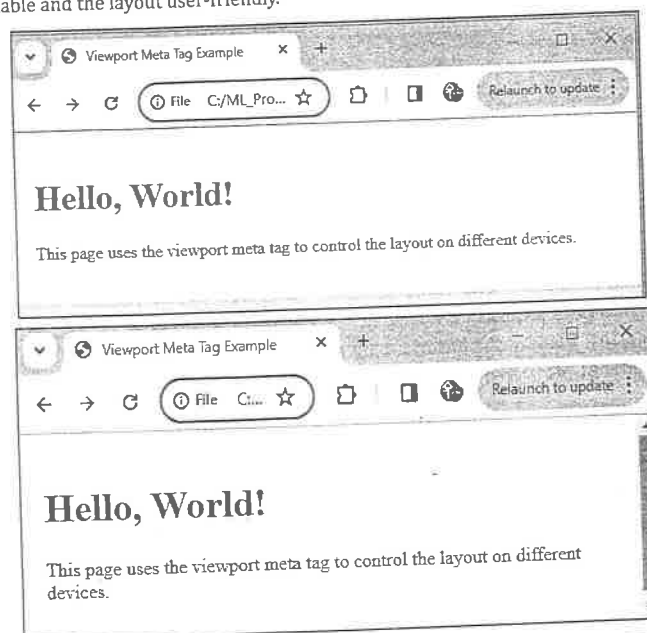 able and the layout user-friendly.
Viewport Meta Tag Example
File C:/ML_Pro...
Relaunch to update
Hello, World!
This page uses the viewport meta tag to control the layout on different devices.
Viewport Meta Tag Example
File C:...
Relaunch to update
Hello, World!
This page uses the viewport meta tag to control the layout on different
devices.